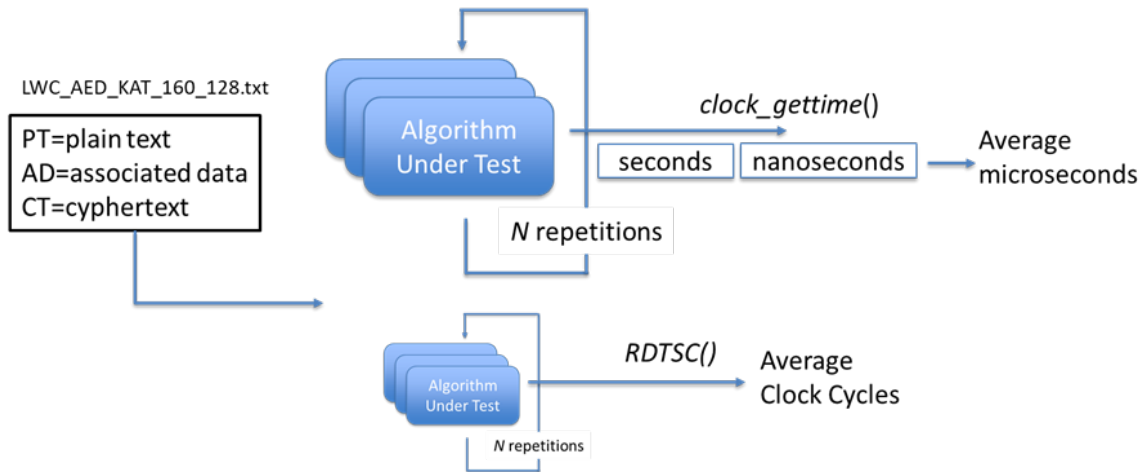 LWC_AED_KAT_160_128.txt
PT=plain text
AD=associated data
CT=cyphertext
Algorithm
Under Test
N repetitions
clock_gettime()
seconds
nanoseconds
Average
microseconds
Algorithm
Under Test
N repetitions
RDTSC()
Average
Clock Cycles